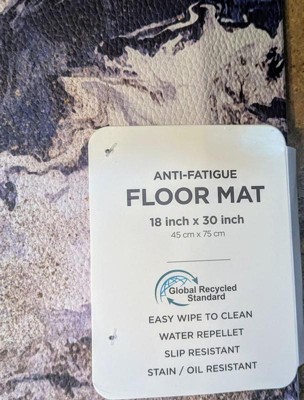 ANTI-FATIGUE
FLOOR MAT
18 inch x 30 inch
45 cm x 75 cm
Global Recycled
Standard
EASY WIPE TO CLEAN
WATER REPELLET
SLIP RESISTANT
STAIN / OIL RESISTANT